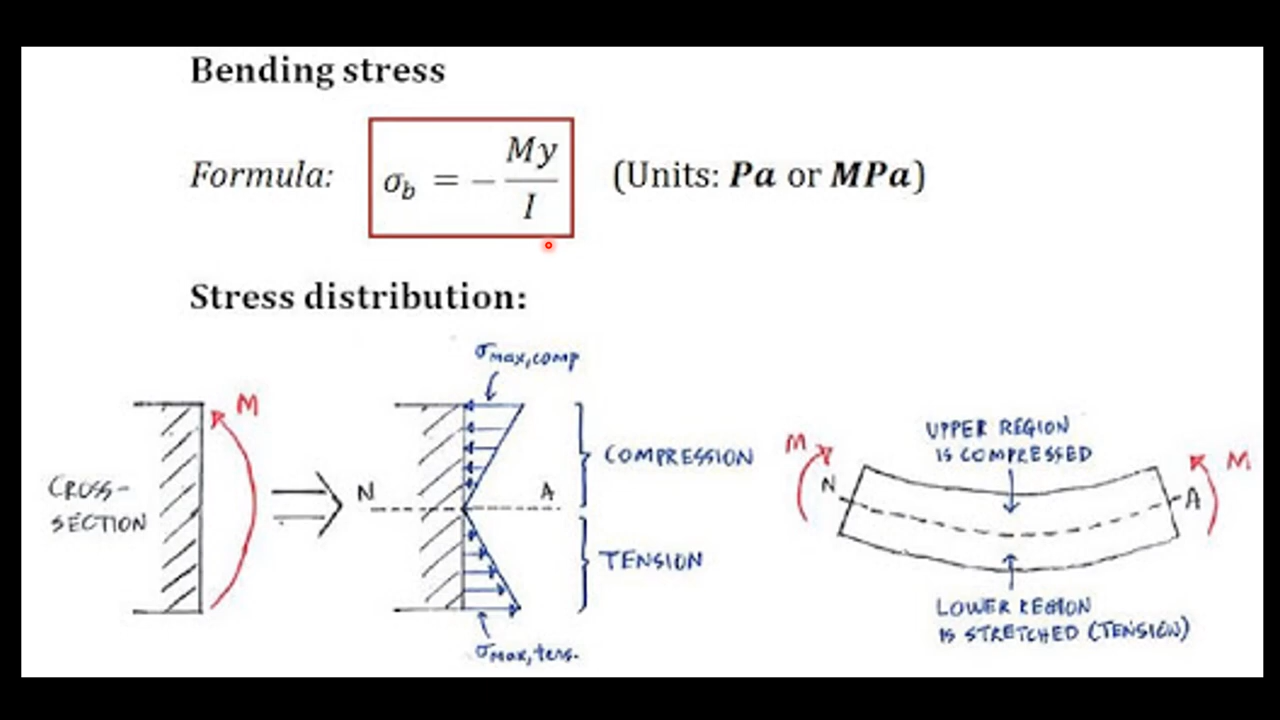 Bending stress
Formula: σ_b = − My / I (Units: Pa or MPa)
Stress distribution:
σmax,comp
M
CROSS-
SECTION
N
A
COMPRESSION
TENSION
σmax,tens.
UPPER REGION
IS COMPRESSED
M
M
N
A
LOWER REGION
IS STRETCHED (TENSION)